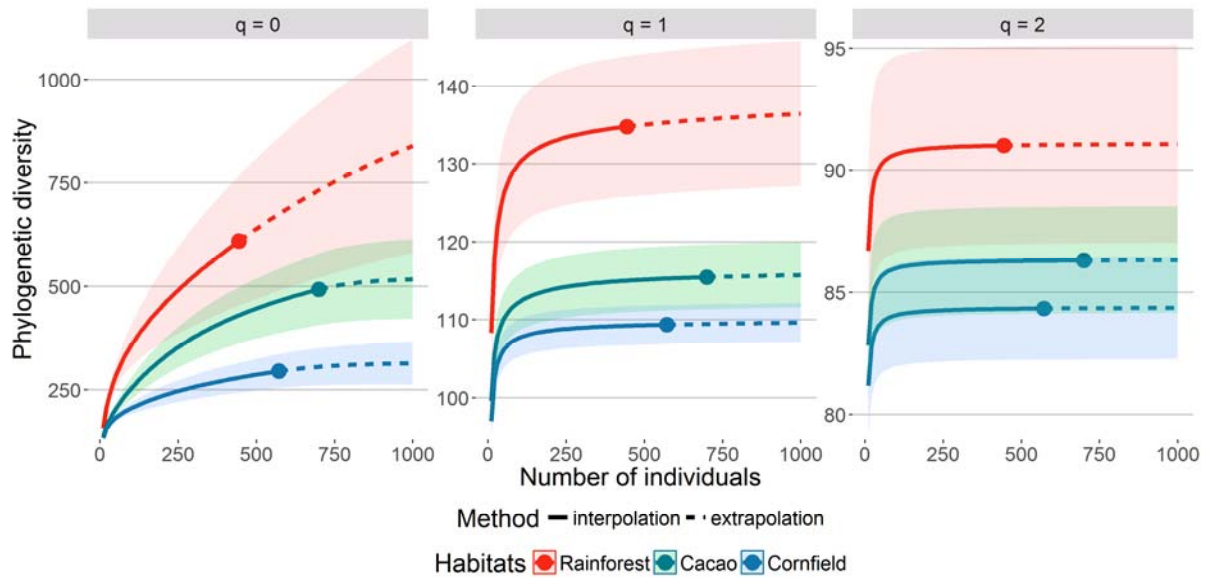 q = 0
q = 1
q = 2
Phylogenetic diversity
1000
750
500
250
140
130
120
110
100
95
90
85
80
0 250 500 750 1000
0 250 500 750 1000
0 250 500 750 1000
Number of individuals
Method interpolation extrapolation
Habitats Rainforest Cacao Cornfield